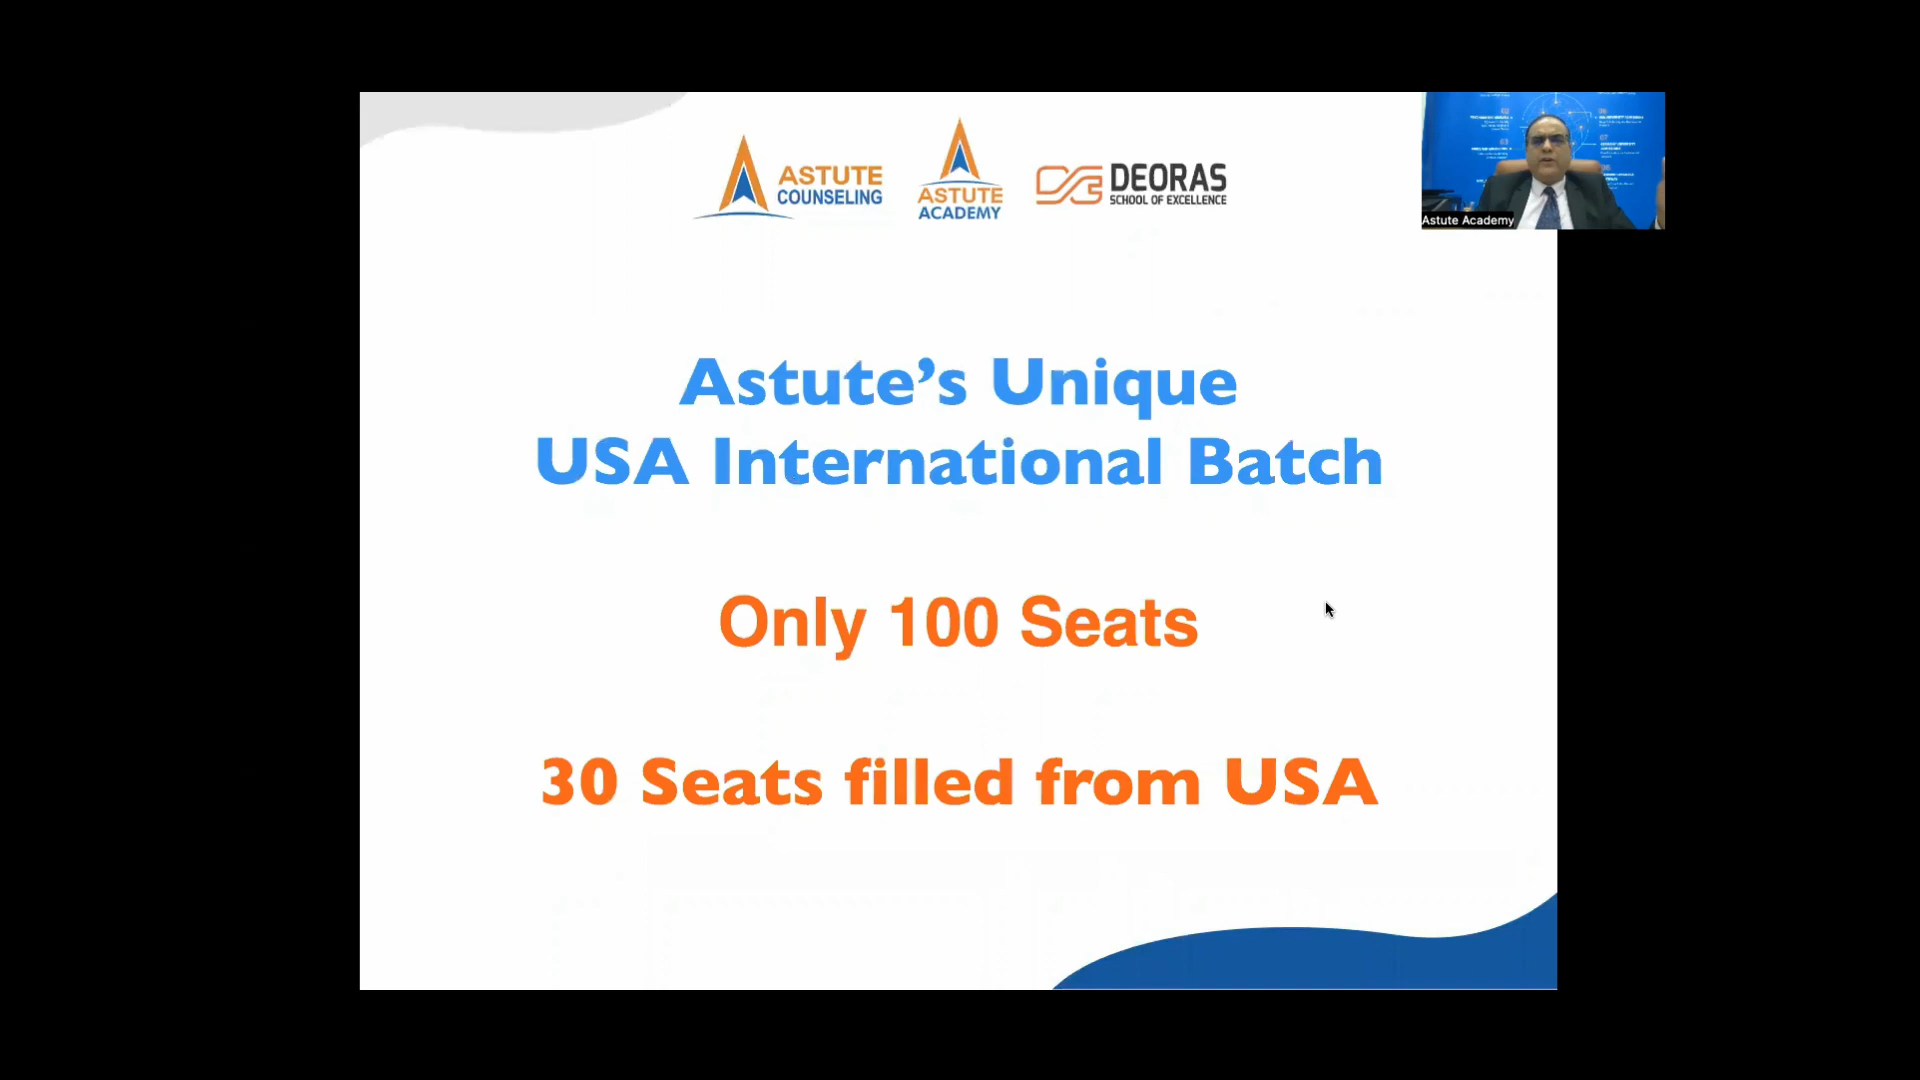 ASTUTE
COUNSELING
ASTUTE
ACADEMY
DEORAS
SCHOOL OF EXCELLENCE
Astute Academy
Astute’s Unique
USA International Batch
Only 100 Seats
30 Seats filled from USA